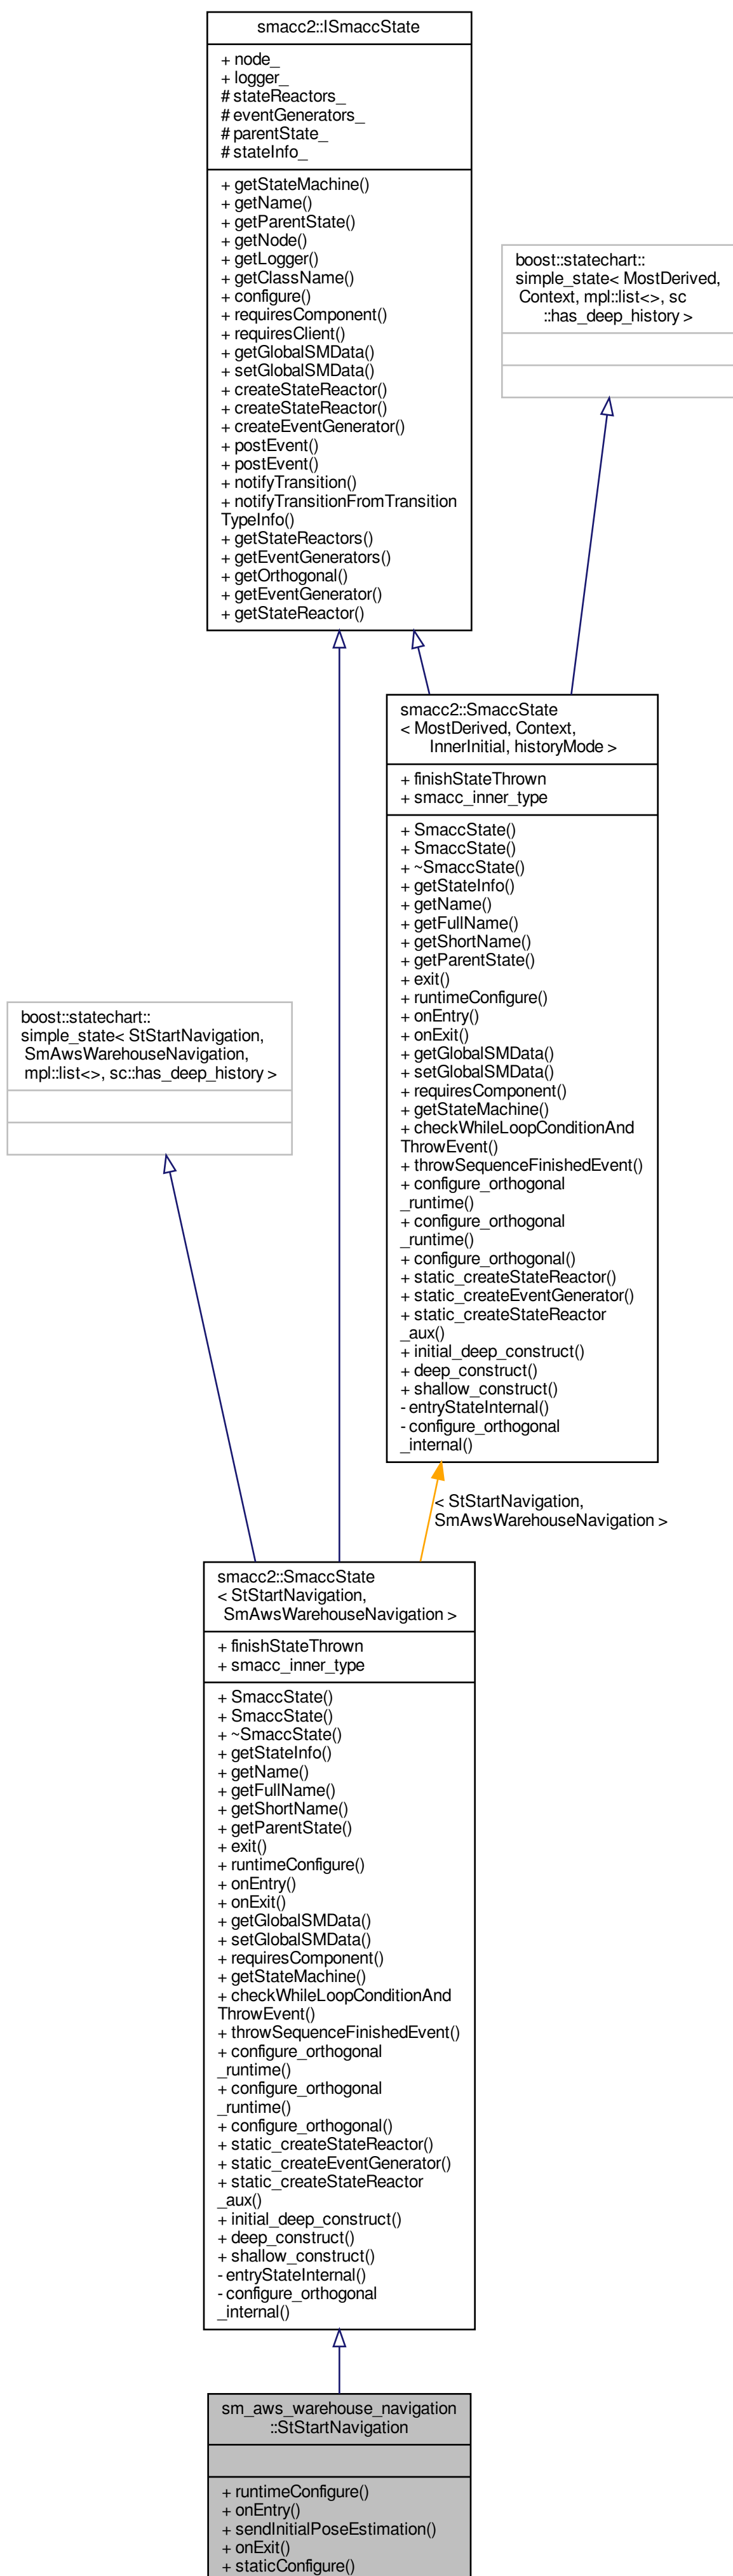 smacc2::ISmaccState
+ node_
+ logger_
# stateReactors_
# eventGenerators_
# parentState_
# stateInfo_
+ getStateMachine()
+ getName()
+ getParentState()
+ getNode()
+ getLogger()
+ getClassName()
+ configure()
+ requiresComponent()
+ requiresClient()
+ getGlobalSMData()
+ setGlobalSMData()
+ createStateReactor()
+ createStateReactor()
+ createEventGenerator()
+ postEvent()
+ postEvent()
+ notifyTransition()
+ notifyTransitionFromTransition
TypeInfo()
+ getStateReactors()
+ getEventGenerators()
+ getOrthogonal()
+ getEventGenerator()
+ getStateReactor()
boost::statechart::
simple_state< MostDerived,
Context, mpl::list<>, sc
::has_deep_history >
smacc2::SmaccState
< MostDerived, Context,
InnerInitial, historyMode >
+ finishStateThrown
+ smacc_inner_type
+ SmaccState()
+ SmaccState()
+ ~SmaccState()
+ getStateInfo()
+ getName()
+ getFullName()
+ getShortName()
+ getParentState()
+ exit()
+ runtimeConfigure()
+ onEntry()
+ onExit()
+ getGlobalSMData()
+ setGlobalSMData()
+ requiresComponent()
+ getStateMachine()
+ checkWhileLoopConditionAnd
ThrowEvent()
+ throwSequenceFinishedEvent()
+ configure_orthogonal
_runtime()
+ configure_orthogonal
_runtime()
+ configure_orthogonal()
+ static_createStateReactor()
+ static_createEventGenerator()
+ static_createStateReactor
_aux()
+ initial_deep_construct()
+ deep_construct()
+ shallow_construct()
- entryStateInternal()
- configure_orthogonal
_internal()
boost::statechart::
simple_state< StStartNavigation,
SmAwsWarehouseNavigation,
mpl::list<>, sc::has_deep_history >
< StStartNavigation,
SmAwsWarehouseNavigation >
smacc2::SmaccState
< StStartNavigation,
SmAwsWarehouseNavigation >
+ finishStateThrown
+ smacc_inner_type
+ SmaccState()
+ SmaccState()
+ ~SmaccState()
+ getStateInfo()
+ getName()
+ getFullName()
+ getShortName()
+ getParentState()
+ exit()
+ runtimeConfigure()
+ onEntry()
+ onExit()
+ getGlobalSMData()
+ setGlobalSMData()
+ requiresComponent()
+ getStateMachine()
+ checkWhileLoopConditionAnd
ThrowEvent()
+ throwSequenceFinishedEvent()
+ configure_orthogonal
_runtime()
+ configure_orthogonal
_runtime()
+ configure_orthogonal()
+ static_createStateReactor()
+ static_createEventGenerator()
+ static_createStateReactor
_aux()
+ initial_deep_construct()
+ deep_construct()
+ shallow_construct()
- entryStateInternal()
- configure_orthogonal
_internal()
sm_aws_warehouse_navigation
::StStartNavigation
+ runtimeConfigure()
+ onEntry()
+ sendInitialPoseEstimation()
+ onExit()
+ staticConfigure()